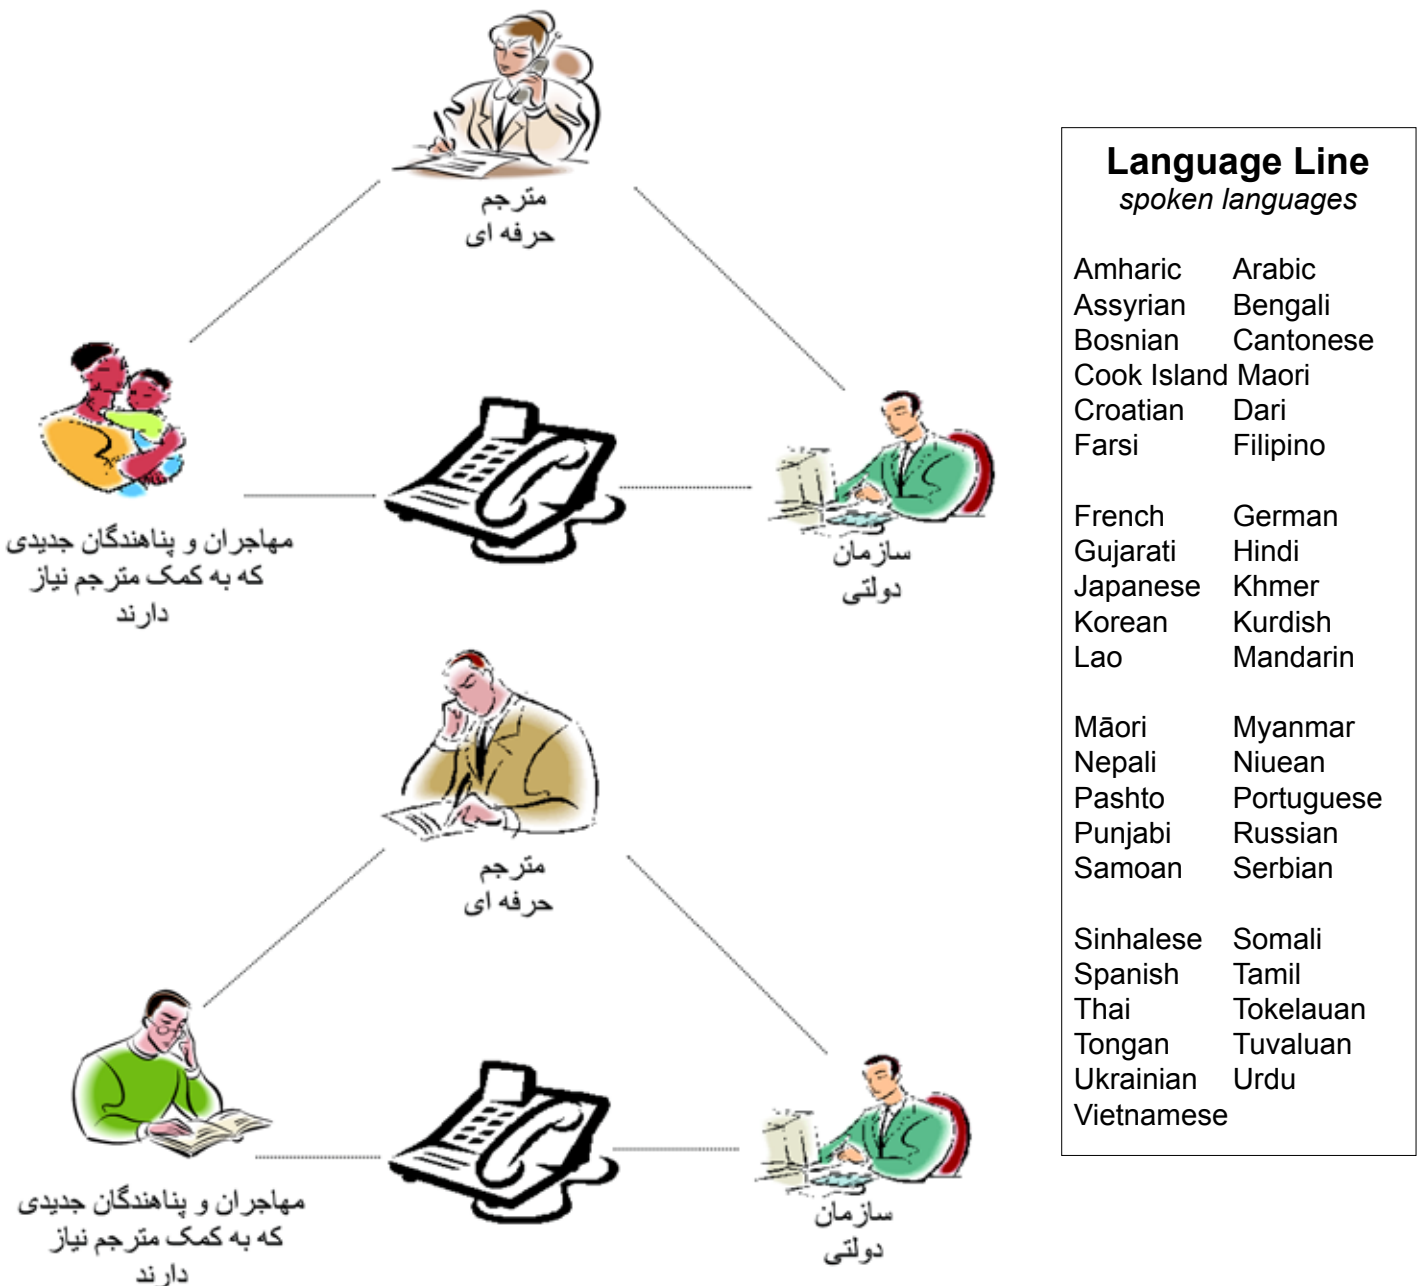 مترجم
حرفه ای
مهاجران و پناهندگان جدیدی
که به کمک مترجم نیاز
دارند
سازمان
دولتی
مترجم
حرفه ای
مهاجران و پناهندگان جدیدی
که به کمک مترجم نیاز
دارند
سازمان
دولتی
Language Line
spoken languages
Amharic Arabic
Assyrian Bengali
Bosnian Cantonese
Cook Island Maori
Croatian Dari
Farsi Filipino
French German
Gujarati Hindi
Japanese Khmer
Korean Kurdish
Lao Mandarin
Māori Myanmar
Nepali Niuean
Pashto Portuguese
Punjabi Russian
Samoan Serbian
Sinhalese Somali
Spanish Tamil
Thai Tokelauan
Tongan Tuvaluan
Ukrainian Urdu
Vietnamese